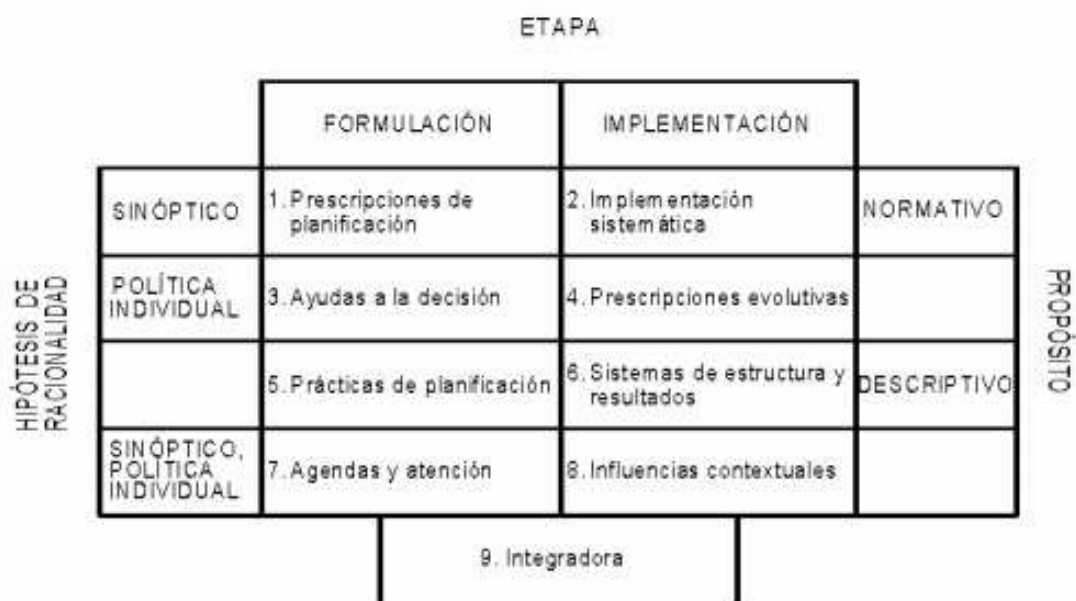 ETAPA
FORMULACIÓN
IMPLEMENTACIÓN
SINÓPTICO
1. Prescripciones de
planificación
2. Implementación
sistemática
NORMATIVO
POLÍTICA
INDIVIDUAL
3. Ayudas a la decisión
4. Prescripciones evolutivas
5. Prácticas de planificación
6. Sistemas de estructura y
resultados
DESCRIPTIVO
SINÓPTICO,
POLÍTICA
INDIVIDUAL
7. Agendas y atención
8. Influencias contextuales
9. Integradora
HIPÓTESIS DE
RACIONALIDAD
PROPÓSITO